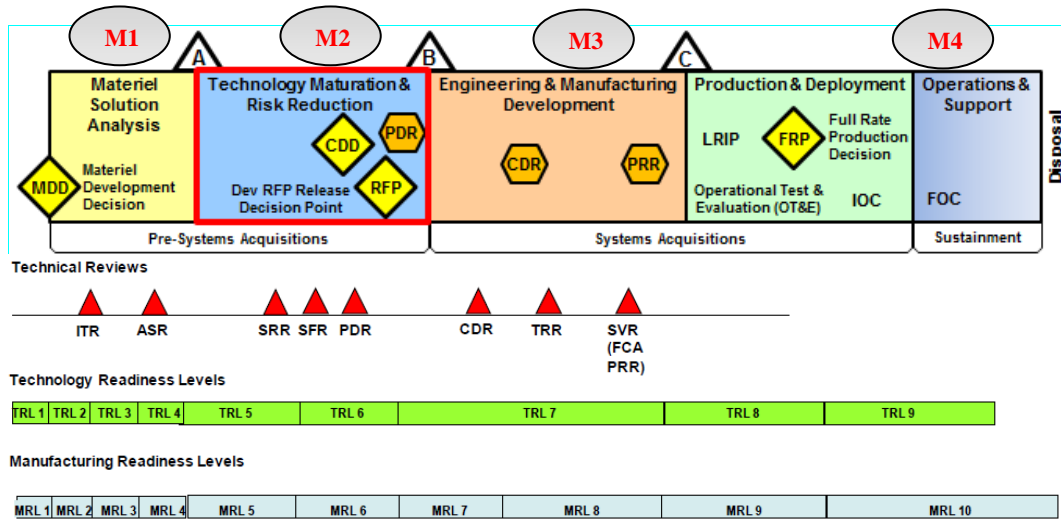 M1
M2
M3
M4
A
B
C
Materiel
Solution
Analysis
MDD
Materiel
Development
Decision
Technology Maturation &
Risk Reduction
CDD
PDR
Dev RFP Release
Decision Point
RFP
Engineering & Manufacturing
Development
CDR
PRR
Production & Deployment
LRIP
FRP
Full Rate
Production
Decision
Operational Test &
Evaluation (OT&E)
IOC
Operations &
Support
FOC
Disposal
Pre-Systems Acquisitions
Systems Acquisitions
Sustainment
Technical Reviews
ITR
ASR
SRR
SFR
PDR
CDR
TRR
SVR
(FCA
PRR)
Technology Readiness Levels
TRL 1
TRL 2
TRL 3
TRL 4
TRL 5
TRL 6
TRL 7
TRL 8
TRL 9
Manufacturing Readiness Levels
MRL 1
MRL 2
MRL 3
MRL 4
MRL 5
MRL 6
MRL 7
MRL 8
MRL 9
MRL 10